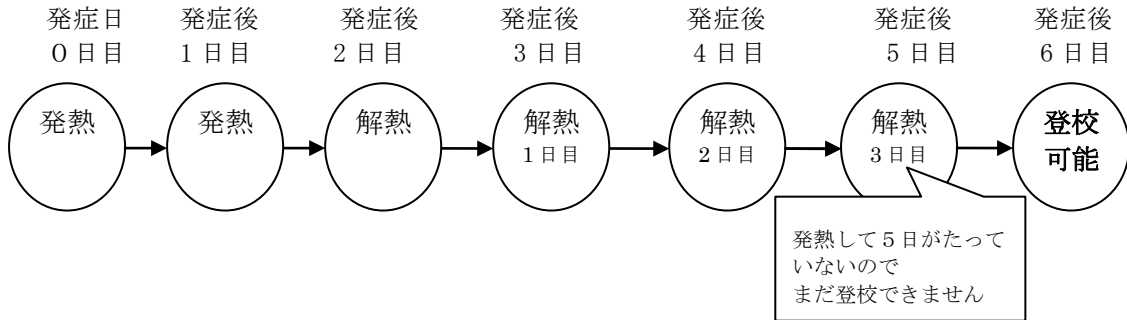 発症日 発症後 発症後 発症後 発症後 発症後 発症後
０日目 １日目 ２日目 ３日目 ４日目 ５日目 ６日目
発熱 発熱 解熱 解熱 解熱 解熱 登校
１日目 ２日目 ３日目 可能
発熱して５日がたって
いないので
まだ登校できません